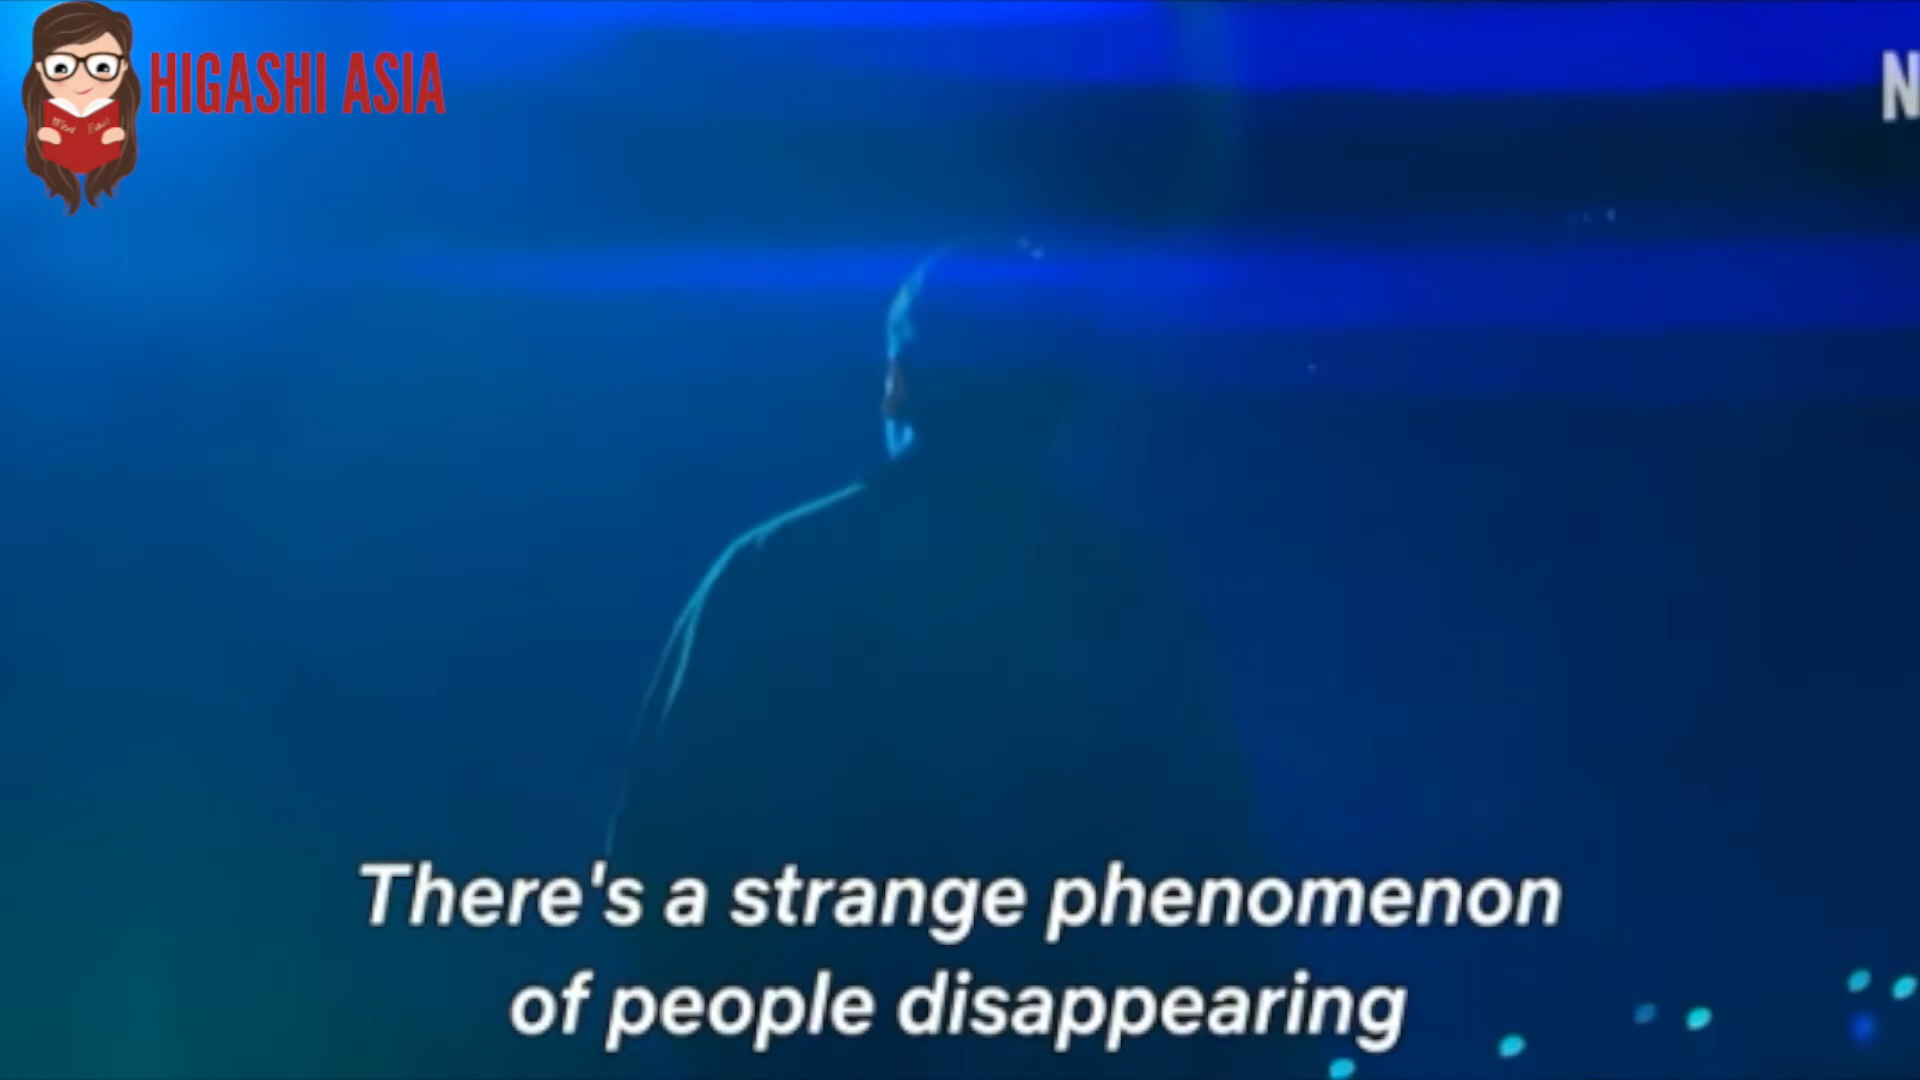 HIGASHI ASIA
N
There's a strange phenomenon
of people disappearing